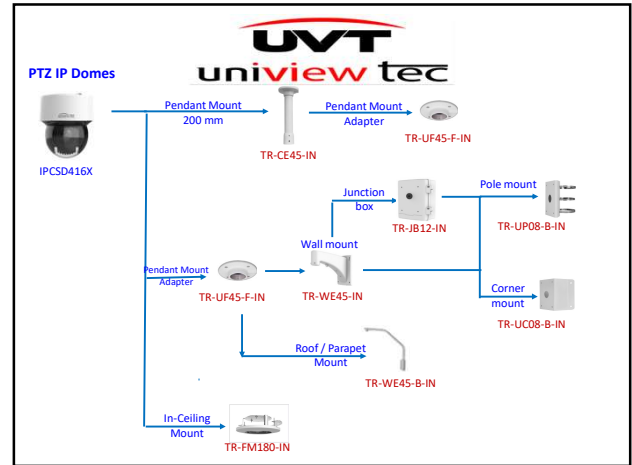 UVT
uniview tec
PTZ IP Domes
IPCSD416X
Pendant Mount
200 mm
TR-CE45-IN
Pendant Mount
Adapter
TR-UF45-F-IN
Junction
box
TR-JB12-IN
Pole mount
TR-UP08-B-IN
Wall mount
TR-WE45-IN
Pendant Mount
Adapter
TR-UF45-F-IN
Corner
mount
TR-UC08-B-IN
Roof / Parapet
Mount
TR-WE45-B-IN
In-Ceiling
Mount
TR-FM180-IN